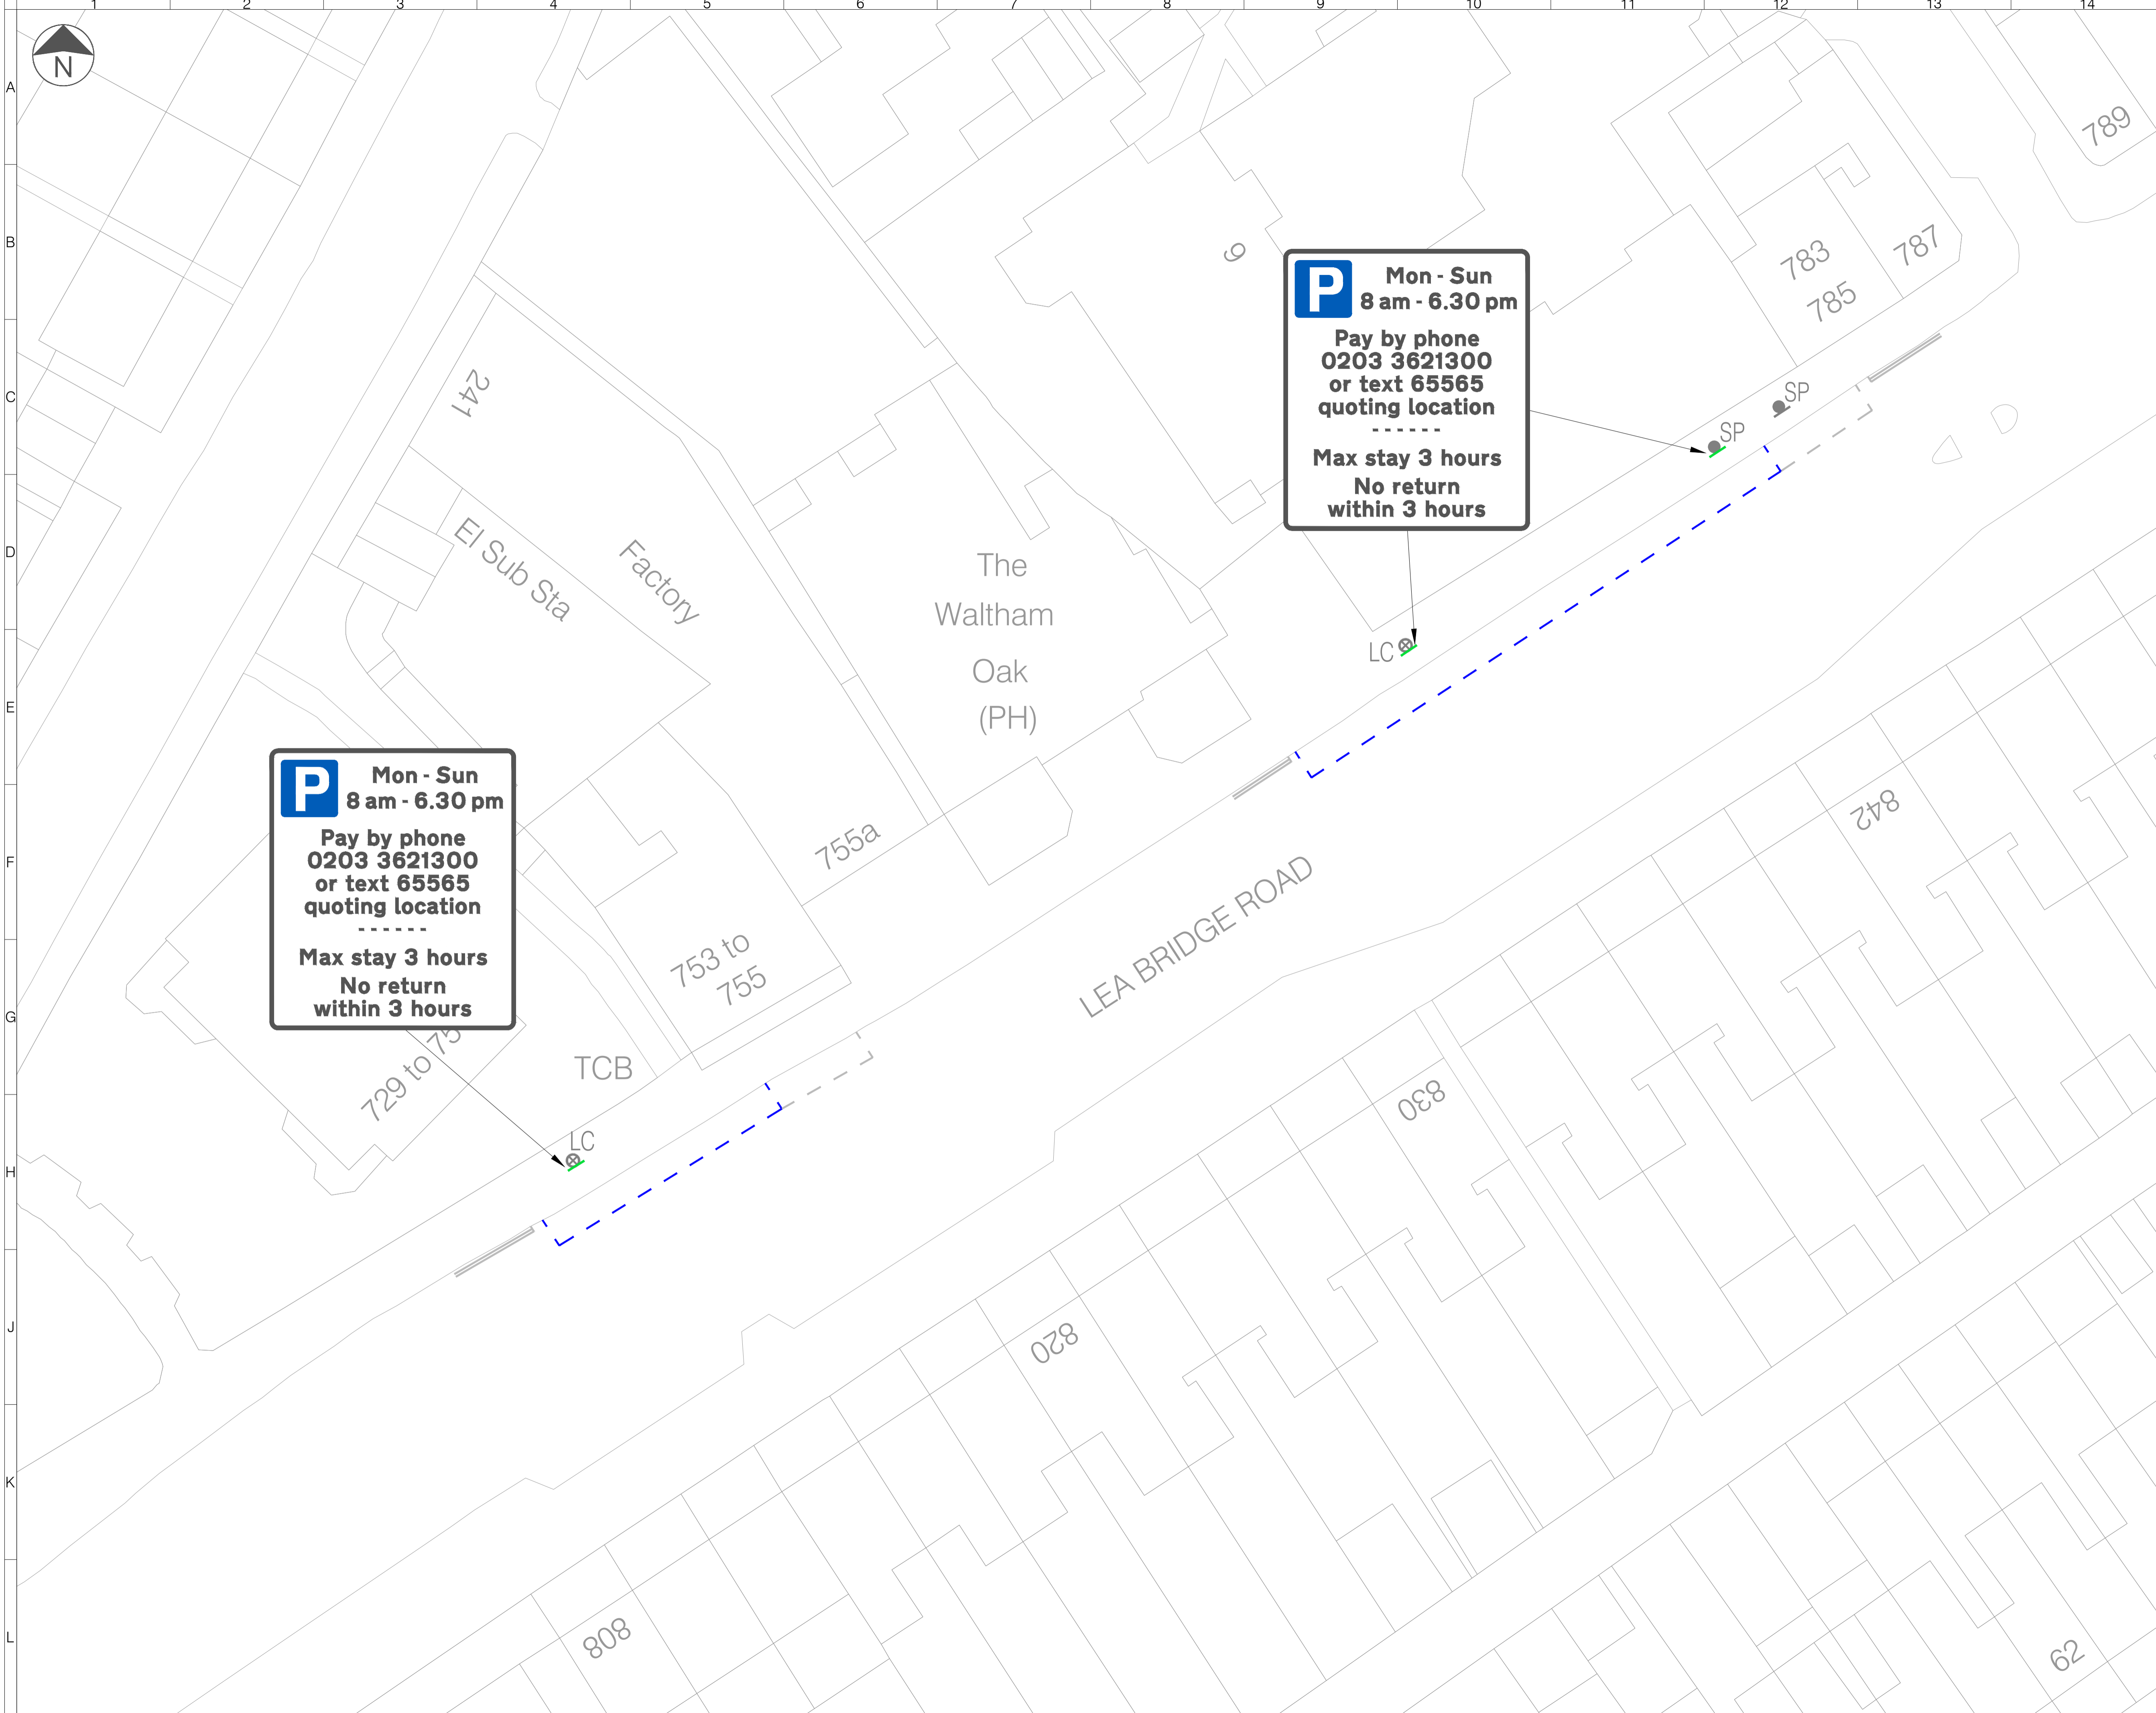 1 2 3 4 5 6 7 8 9 10 11 12 13 14
A
B
C
D
E
F
G
H
J
K
L
N
789
787
783
785
9
P Mon - Sun
8 am - 6.30 pm
Pay by phone
0203 3621300
or text 65565
quoting location
- - - - - -
Max stay 3 hours
No return
within 3 hours
SP
SP
LC
241
El Sub Sta
Factory
The
Waltham
Oak
(PH)
P Mon - Sun
8 am - 6.30 pm
Pay by phone
0203 3621300
or text 65565
quoting location
- - - - - -
Max stay 3 hours
No return
within 3 hours
755a
753 to
755
729 to 75
TCB
LC
LEA BRIDGE ROAD
842
830
820
808
62